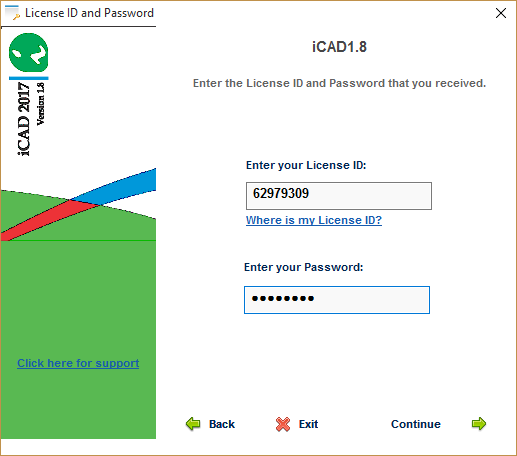 License ID and Password
iCAD 2017
Version 1.8
iCAD1.8
Enter the License ID and Password that you received.
Enter your License ID:
62979309
Where is my License ID?
Enter your Password:
••••••••
Click here for support
Back
Exit
Continue